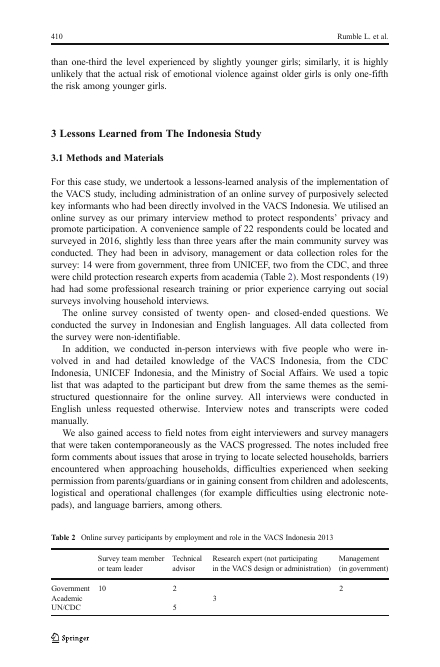 410
Rumble L. et al.
than one-third the level experienced by slightly younger girls; similarly, it is highly
unlikely that the actual risk of emotional violence against older girls is only one-fifth
the risk among younger girls.
3 Lessons Learned from The Indonesia Study
3.1 Methods and Materials
For this case study, we undertook a lessons-learned analysis of the implementation of
the VACS study, including administration of an online survey of purposively selected
key informants who had been directly involved in the VACS Indonesia. We utilised an
online survey as our primary interview method to protect respondents' privacy and
promote participation. A convenience sample of 22 respondents could be located and
surveyed in 2016, slightly less than three years after the main community survey was
conducted. They had been in advisory, management or data collection roles for the
survey: 14 were from government, three from UNICEF, two from the CDC, and three
were child protection research experts from academia (Table 2). Most respondents (19)
had had some professional research training or prior experience carrying out social
surveys involving household interviews.
The online survey consisted of twenty open- and closed-ended questions. We
conducted the survey in Indonesian and English languages. All data collected from
the survey were non-identifiable.
In addition, we conducted in-person interviews with five people who were in-
volved in and had detailed knowledge of the VACS Indonesia, from the CDC
Indonesia, UNICEF Indonesia, and the Ministry of Social Affairs. We used a topic
list that was adapted to the participant but drew from the same themes as the semi-
structured questionnaire for the online survey. All interviews were conducted in
English unless requested otherwise. Interview notes and transcripts were coded
manually.
We also gained access to field notes from eight interviewers and survey managers
that were taken contemporaneously as the VACS progressed. The notes included free
form comments about issues that arose in trying to locate selected households, barriers
encountered when approaching households, difficulties experienced when seeking
permission from parents/guardians or in gaining consent from children and adolescents,
logistical and operational challenges (for example difficulties using electronic note-
pads), and language barriers, among others.
Table 2 Online survey participants by employment and role in the VACS Indonesia 2013
Survey team member Technical Research expert (not participating Management
or team leader advisor in the VACS design or administration) (in government)
Government 10 2 2
Academic 3
UN/CDC 5
Springer